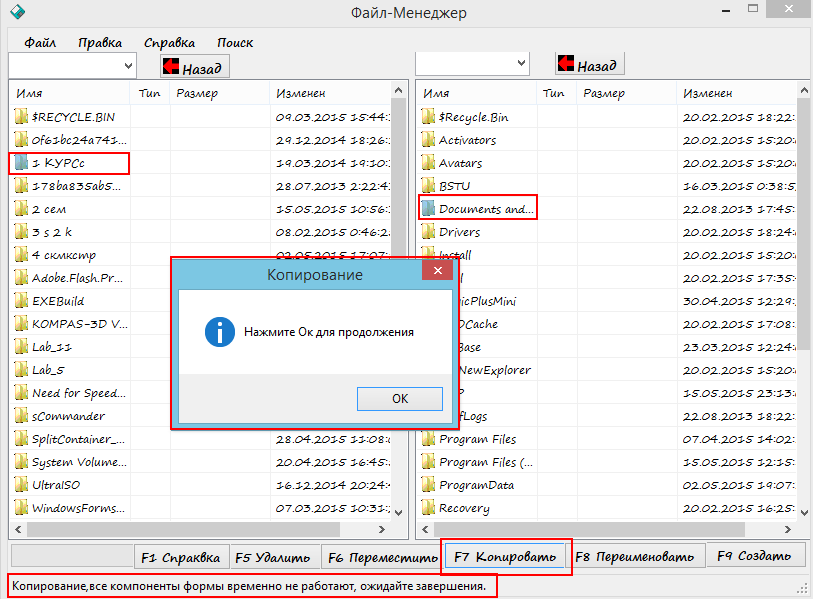 Файл-Менеджер
Файл Правка Справка Поиск
Назад Назад
Имя Тип Размер Изменен Имя Тип Размер Изменен
$RECYCLE.BIN 09.03.2015 15:44: $Recycle.Bin 20.02.2015 18:22:
0f61bc24a741... 29.12.2014 18:26: Activators 20.02.2015 15:20:
1 КУРСс 19.03.2014 19:10: Avatars 20.02.2015 15:20:
178ba835ab5... 28.07.2013 2:22:4 BSTU 16.03.2015 0:38:5
2 сем 15.05.2015 10:56: Documents and... 22.08.2013 17:45:
3 s 2 k 08.02.2015 0:46:2 Drivers 20.02.2015 18:24:
4 скмкстр 02.05.2015 17:07: Install 20.02.2015 15:20:
Adobe.Flash.Pr... 20.02.2015 17:35:
EXEBuild icPlusMini 30.04.2015 12:29:
KOMPAS-3D V... OCache 20.02.2015 17:08:
Lab_11 Base 23.03.2015 12:24:
Lab_5 NewExplorer 20.02.2015 15:20:
Need for Speed... P 15.05.2015 23:13:
sCommander fLogs 22.08.2013 18:22:
SplitContainer_... 28.04.2015 11:08: Program Files 07.04.2015 14:02:
System Volume... 20.04.2015 16:45: Program Files (... 15.05.2015 12:15:
UltraISO 16.12.2014 20:24: ProgramData 02.05.2015 19:07:
WindowsForms... 07.03.2015 10:31: Recovery 20.02.2015 16:25:
Копирование
Нажмите Ок для продолжения
OK
F1 Спраквка F5 Удалить F6 Переместить F7 Копировать F8 Переименовать F9 Создать
Копирование,все компоненты формы временно не работают, ожидайте завершения.